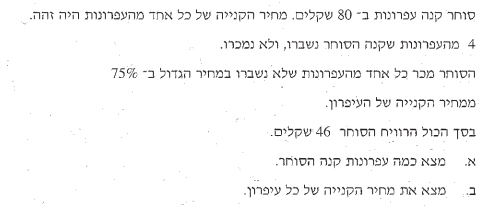 סוחר קנה עפרונות ב- 80 שקלים. מחיר הקנייה של כל אחד מהעפרונות היה זהה.
4 מהעפרונות שקנה הסוחר נשברו, ולא נמכרו.
הסוחר מכר כל אחד מהעפרונות שלא נשברו במחיר הגדול ב- 75%
ממחיר הקנייה של העיפרון.
בסך הכול הרוויח הסוחר 46 שקלים.
א. מצא כמה עפרונות קנה הסוחר.
ב. מצא את מחיר הקנייה של כל עיפרון.